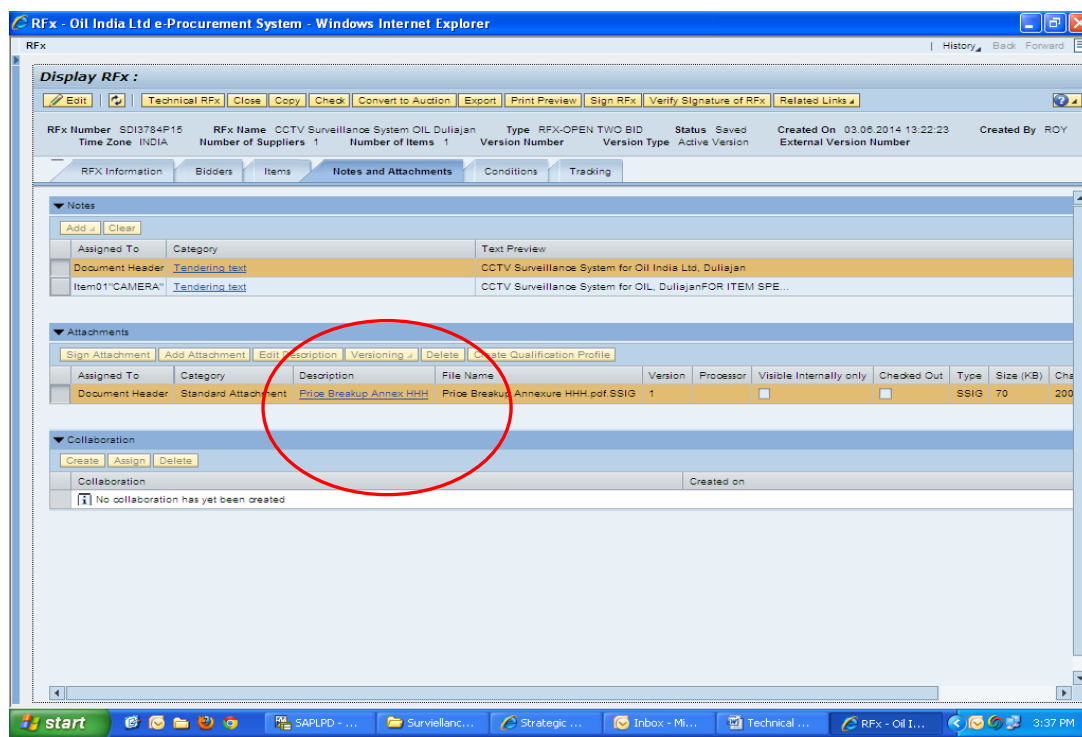 RFx - Oil India Ltd e-Procurement System - Windows Internet Explorer
RFx | History Back Forward
Display RFx :
Edit | | Technical RFx Close Copy Check Convert to Auction Export Print Preview Sign RFx Verify Signature of RFx Related Links
RFx Number SDI3784P15 RFx Name CCTV Surveillance System OIL Duliajan Type RFX-OPEN TWO BID Status Saved Created On 03.06.2014 13:22:23 Created By ROY
Time Zone INDIA Number of Suppliers 1 Number of Items 1 Version Number Version Type Active Version External Version Number
RFX Information Bidders Items Notes and Attachments Conditions Tracking
Notes
Add Clear
Assigned To Category Text Preview
Document Header Tendering text CCTV Surveillance System for Oil India Ltd, Duliajan
Item01"CAMERA" Tendering text CCTV Surveillance System for OIL, DuliajanFOR ITEM SPE...
Attachments
Sign Attachment Add Attachment Edit Description Versioning Delete Create Qualification Profile
Assigned To Category Description File Name Version Processor Visible Internally only Checked Out Type Size (KB) Cha
Document Header Standard Attachment Price Breakup Annex HHH Price Breakup Annexure HHH.pdf.SSIG 1 SSIG 70 200
Collaboration
Create Assign Delete
Collaboration Created on
No collaboration has yet been created
start SAPLPD - ... Surviellanc... Strategic ... Inbox - Mi... Technical ... RFx - Oil I... 3:37 PM